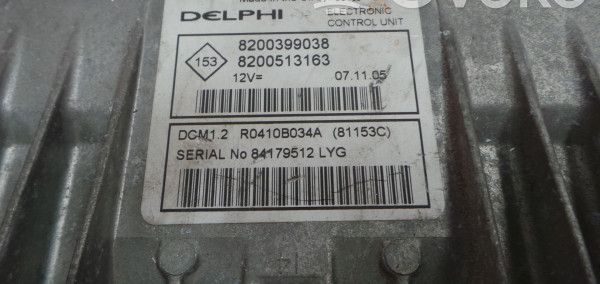 DELPHI
ELECTRONIC
CONTROL UNIT
153
8200399038
8200513163
12V=
07.11.05
DCM1.2 R0410B034A (81153C)
SERIAL No 84179512 LYG
14